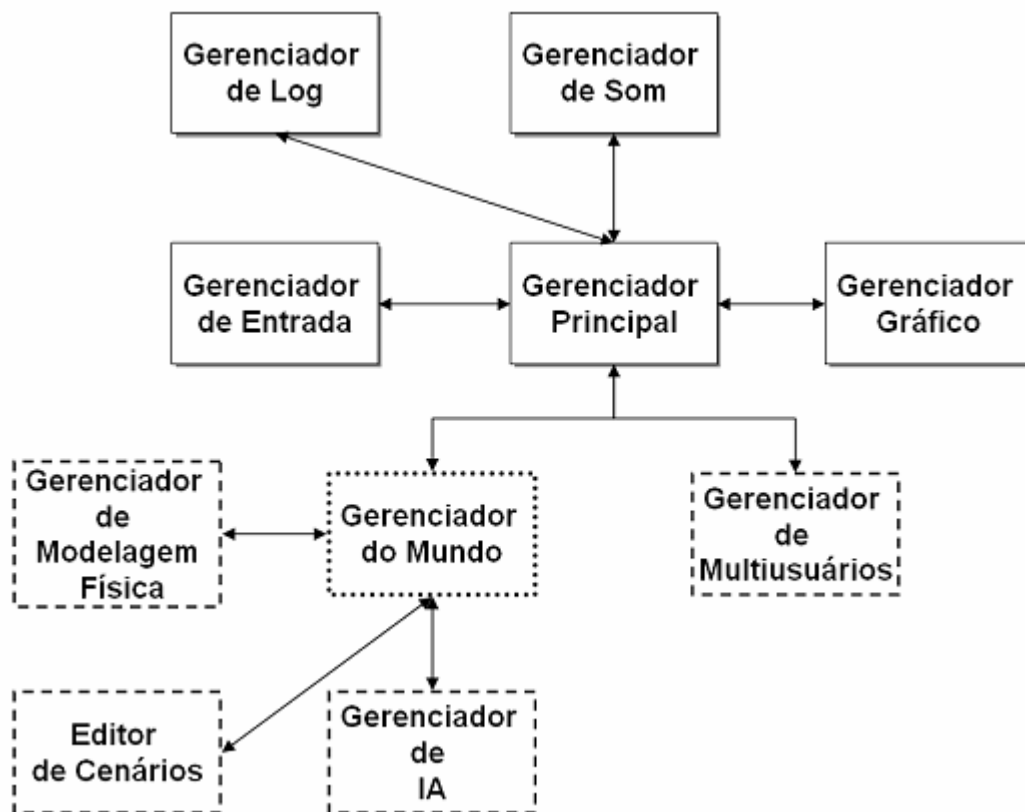 Gerenciador
de Log
Gerenciador
de Som
Gerenciador
de Entrada
Gerenciador
Principal
Gerenciador
Gráfico
Gerenciador
de
Modelagem
Física
Gerenciador
do Mundo
Gerenciador
de
Multiusuários
Editor
de Cenários
Gerenciador
de
IA